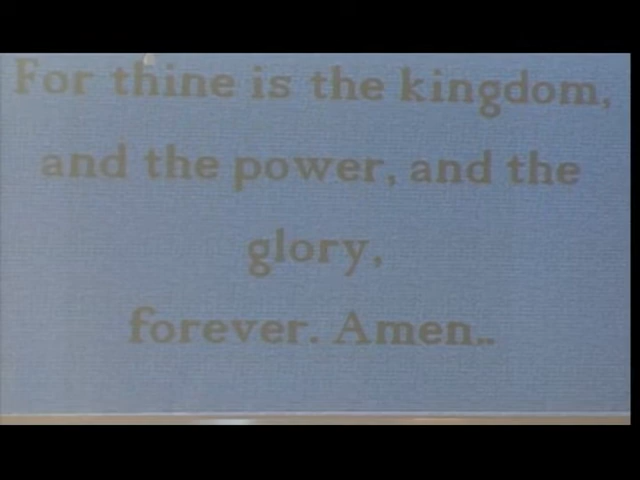 For thine is the kingdom,
and the power, and the
glory,
forever. Amen..